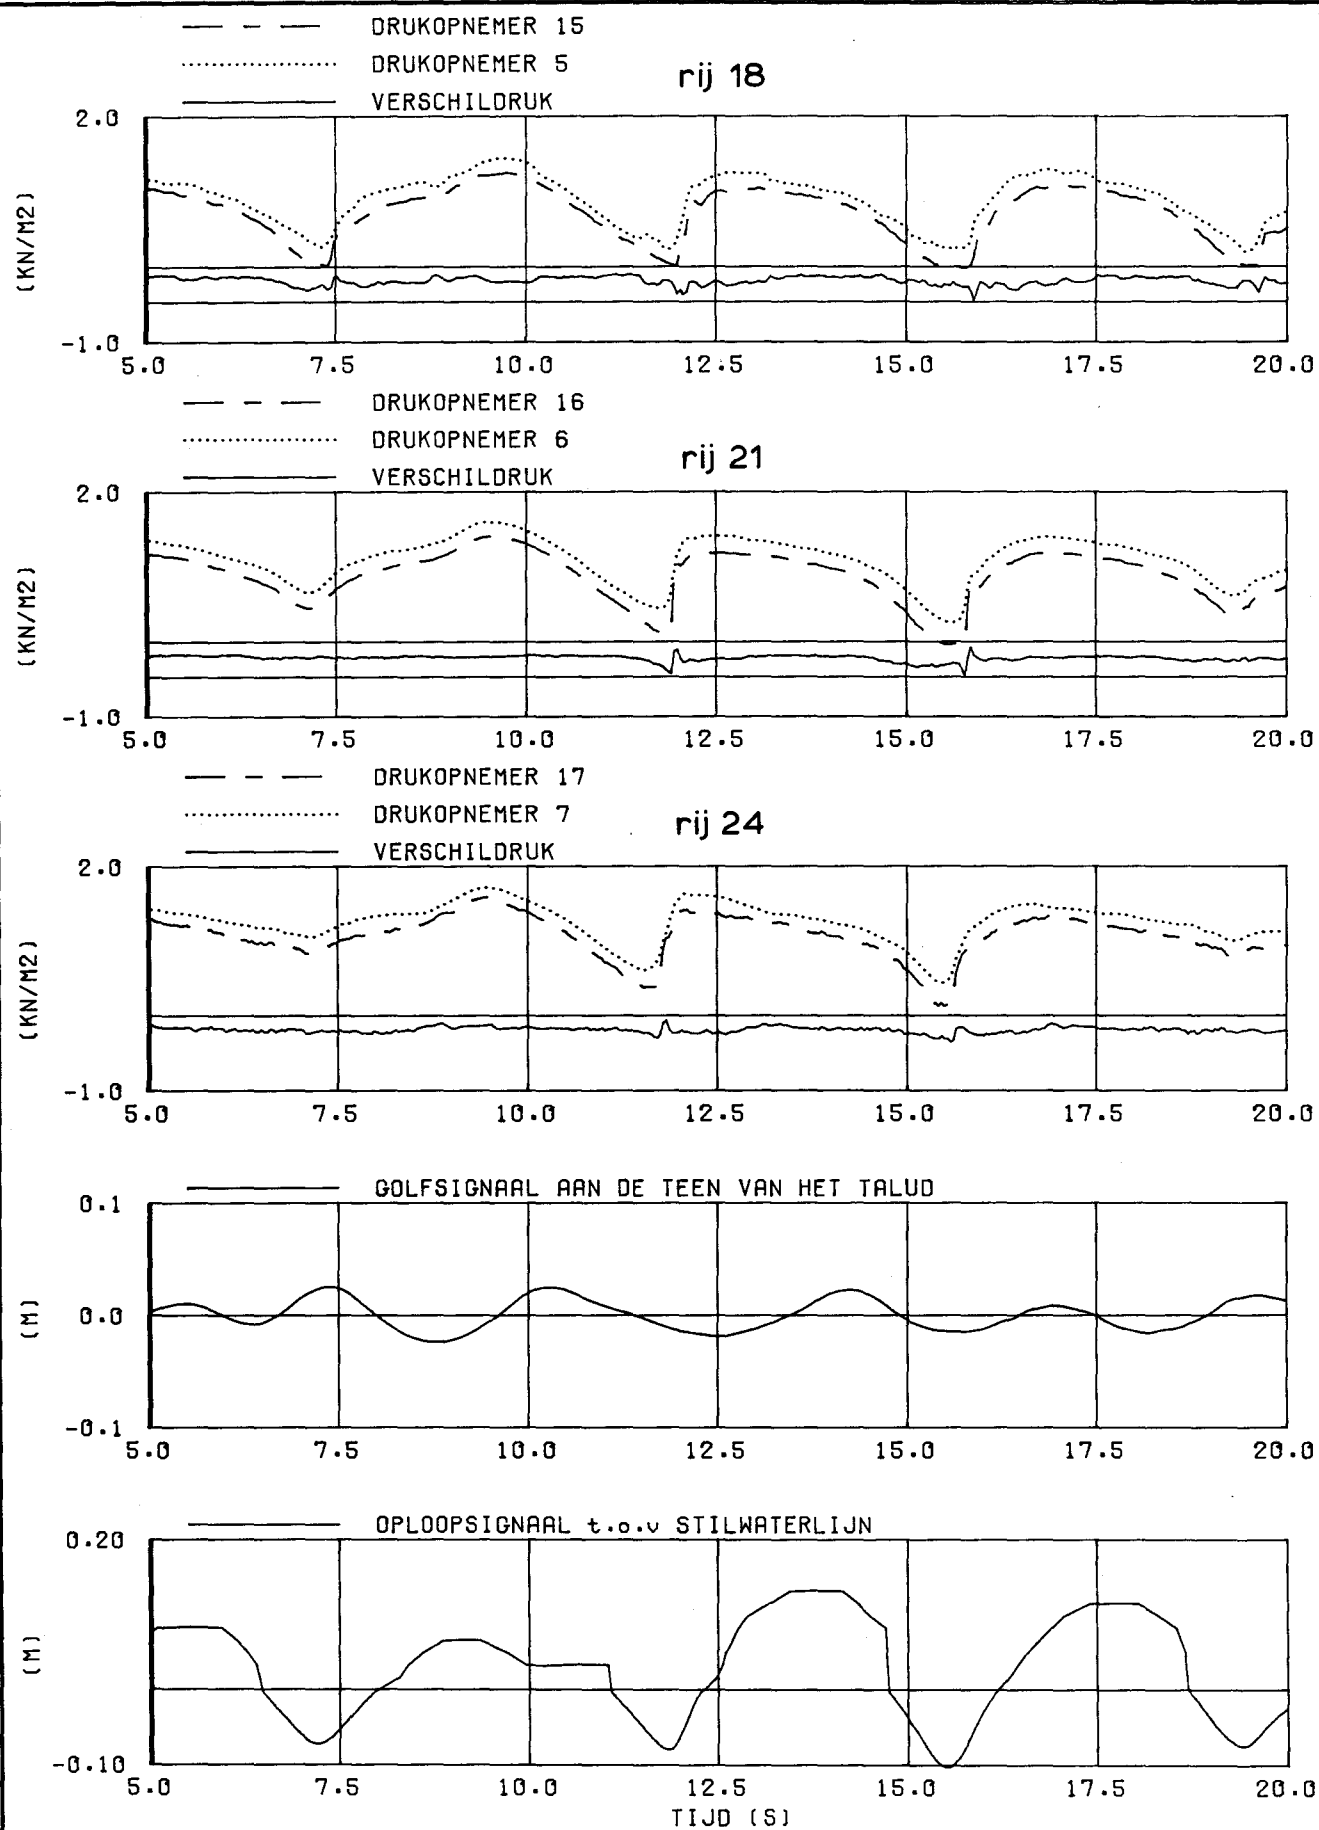 DRUKOPNEMER 15
DRUKOPNEMER 5
rij 18
VERSCHILDRUK
2.0
(KN/M2)
-1.0
5.0 7.5 10.0 12.5 15.0 17.5 20.0
DRUKOPNEMER 16
DRUKOPNEMER 6
rij 21
VERSCHILDRUK
2.0
(KN/M2)
-1.0
5.0 7.5 10.0 12.5 15.0 17.5 20.0
DRUKOPNEMER 17
DRUKOPNEMER 7
rij 24
VERSCHILDRUK
2.0
(KN/M2)
-1.0
5.0 7.5 10.0 12.5 15.0 17.5 20.0
GOLFSIGNAAL AAN DE TEEN VAN HET TALUD
0.1
(M)
0.0
-0.1
5.0 7.5 10.0 12.5 15.0 17.5 20.0
OPLOOPSIGNAAL t.o.v STILWATERLIJN
0.20
(M)
-0.10
5.0 7.5 10.0 12.5 15.0 17.5 20.0
TIJD (S)